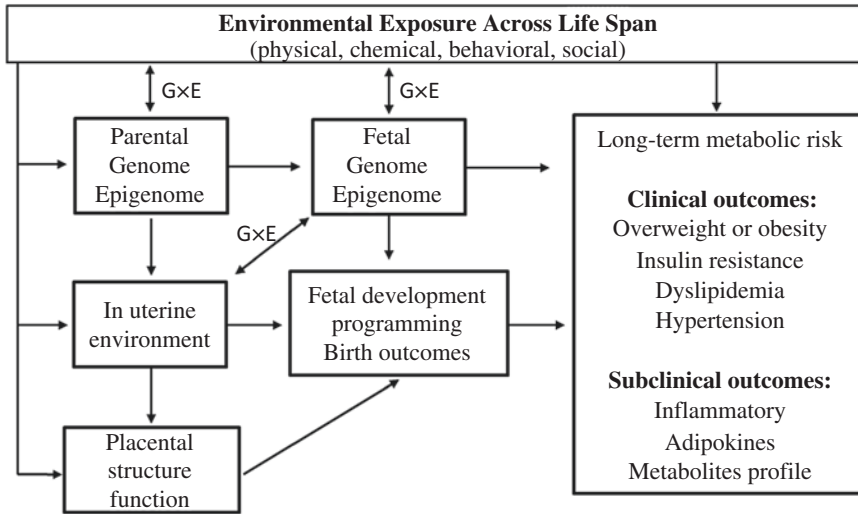 Environmental Exposure Across Life Span
(physical, chemical, behavioral, social)
G×E
G×E
Parental
Genome
Epigenome
Fetal
Genome
Epigenome
G×E
In uterine
environment
Fetal development
programming
Birth outcomes
Placental
structure
function
Long-term metabolic risk
Clinical outcomes:
Overweight or obesity
Insulin resistance
Dyslipidemia
Hypertension
Subclinical outcomes:
Inflammatory
Adipokines
Metabolites profile